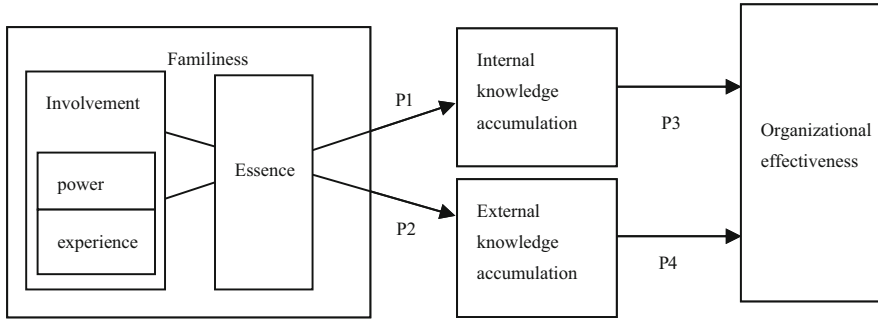 Familiness
Involvement
power
experience
Essence
P1
P2
Internal
knowledge
accumulation
External
knowledge
accumulation
P3
P4
Organizational
effectiveness